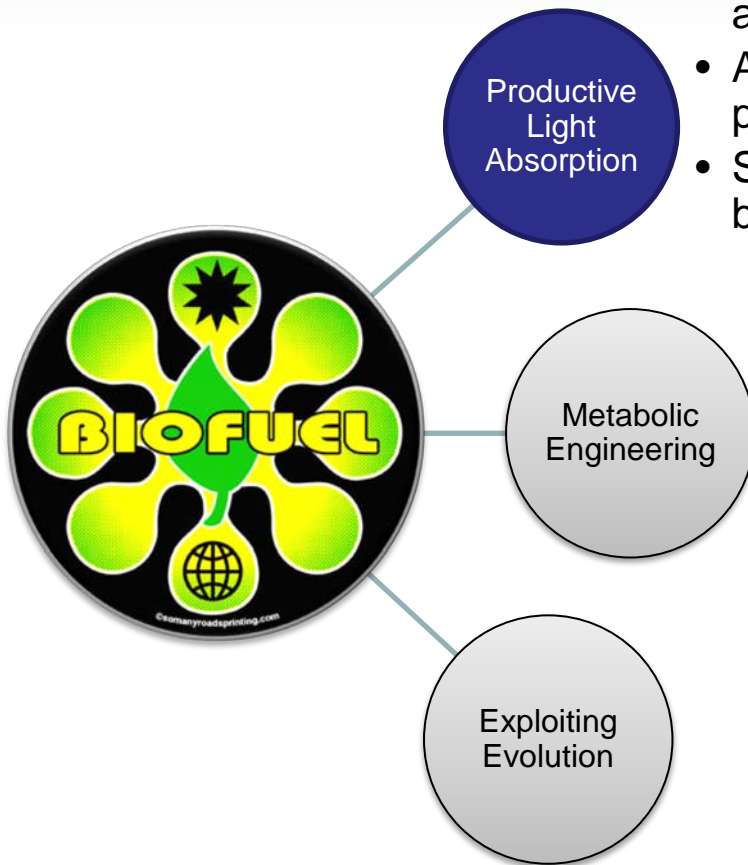 Productive
Light
Absorption
BIOFUEL
©somanyroadsprinting.com
Metabolic
Engineering
Exploiting
Evolution